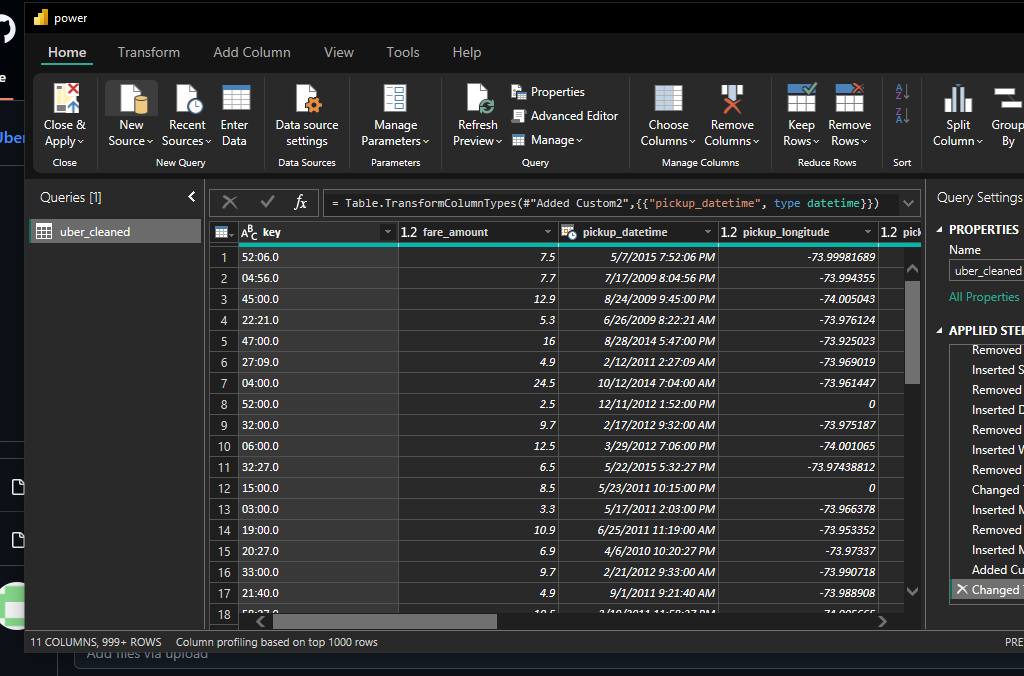 power
Home Transform Add Column View Tools Help
Close & Apply
New Source
Recent Sources
Enter Data
Data source settings
Manage Parameters
Refresh Preview
Properties
Advanced Editor
Manage
Choose Columns
Remove Columns
Keep Rows
Remove Rows
Split Column
Group By
Close
New Query
Data Sources
Parameters
Query
Manage Columns
Reduce Rows
Sort
Uber
Queries [1]
uber_cleaned
fx
= Table.TransformColumnTypes(#"Added Custom2",{{"pickup_datetime", type datetime}})
ABC key 1.2 fare_amount pickup_datetime 1.2 pickup_longitude 1.2 pick
1 52:06.0 7.5 5/7/2015 7:52:06 PM -73.99981689
2 04:56.0 7.7 7/17/2009 8:04:56 PM -73.994355
3 45:00.0 12.9 8/24/2009 9:45:00 PM -74.005043
4 22:21.0 5.3 6/26/2009 8:22:21 AM -73.976124
5 47:00.0 16 8/28/2014 5:47:00 PM -73.925023
6 27:09.0 4.9 2/12/2011 2:27:09 AM -73.969019
7 04:00.0 24.5 10/12/2014 7:04:00 AM -73.961447
8 52:00.0 2.5 12/11/2012 1:52:00 PM 0
9 32:00.0 9.7 2/17/2012 9:32:00 AM -73.975187
10 06:00.0 12.5 3/29/2012 7:06:00 PM -74.001065
11 32:27.0 6.5 5/22/2015 5:32:27 PM -73.97438812
12 15:00.0 8.5 5/23/2011 10:15:00 PM 0
13 03:00.0 3.3 5/17/2011 2:03:00 PM -73.966378
14 19:00.0 10.9 6/25/2011 11:19:00 AM -73.953352
15 20:27.0 6.9 4/6/2010 10:20:27 PM -73.97337
16 33:00.0 9.7 2/21/2012 9:33:00 AM -73.990718
17 21:40.0 4.9 9/1/2011 9:21:40 AM -73.988908
18
Query Settings
PROPERTIES
Name
uber_cleaned
All Properties
APPLIED STE
Removed
Inserted S
Removed
Inserted D
Removed
Inserted W
Removed
Changed
Inserted M
Removed
Inserted M
Added Cu
Changed
11 COLUMNS, 999+ ROWS Column profiling based on top 1000 rows
PRE
Add files via upload